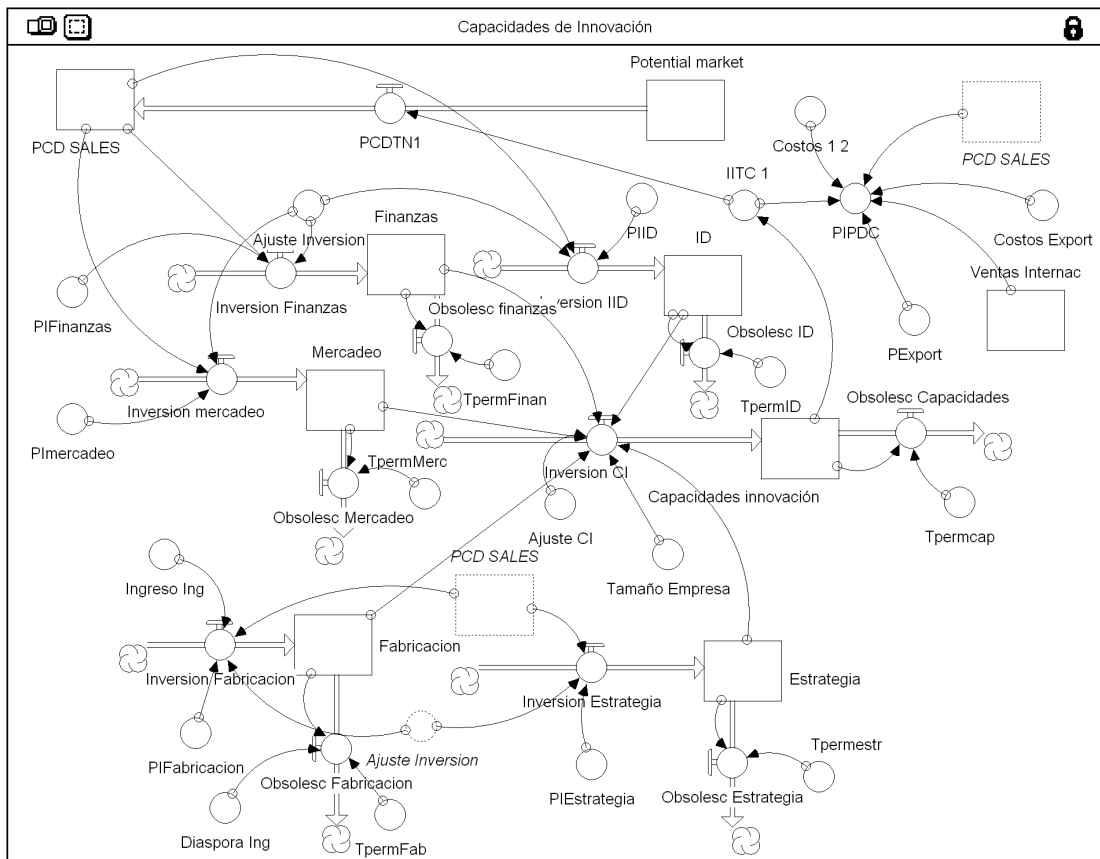 Capacidades de Innovación
Potential market
PCD SALES
PCDTN1
Costos 1 2
PCD SALES
IITC 1
PIPDC
Costos Export
Finanzas
PIID
ID
Ajuste Inversion
Ventas Internac
Inversion Finanzas
Obsolesc finanzas
version IID
PIFinanzas
Obsolesc ID
PExport
Mercadeo
TpermFinan
TpermID
Obsolesc Capacidades
Inversion mercadeo
PImercadeo
TpermMerc
Inversion CI
Capacidades innovación
Obsolesc Mercadeo
Ajuste CI
Tpermcap
PCD SALES
Ingreso Ing
Tamaño Empresa
Fabricacion
Inversion Fabricacion
Estrategia
Inversion Estrategia
Tpermestr
PIFabricacion
Ajuste Inversion
Obsolesc Fabricacion
PIEstrategia
Obsolesc Estrategia
Diaspora Ing
TpermFab